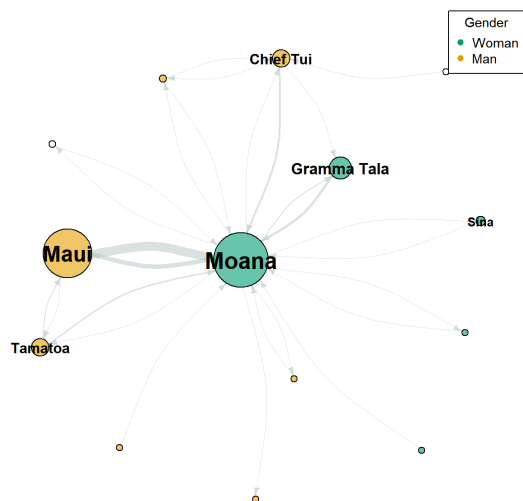 Gender
Woman
Man
Chief Tui
Gramma Tala
Sina
Maui
Moana
Tamatoa